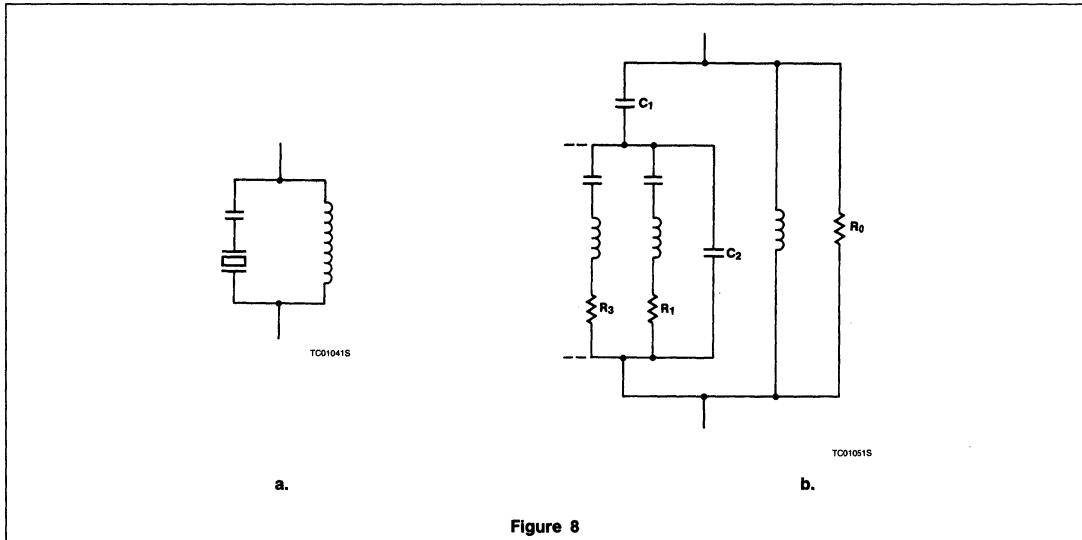 C1
C2
R0
R3
R1
TC01041S
TC01051S
a.
b.
Figure 8